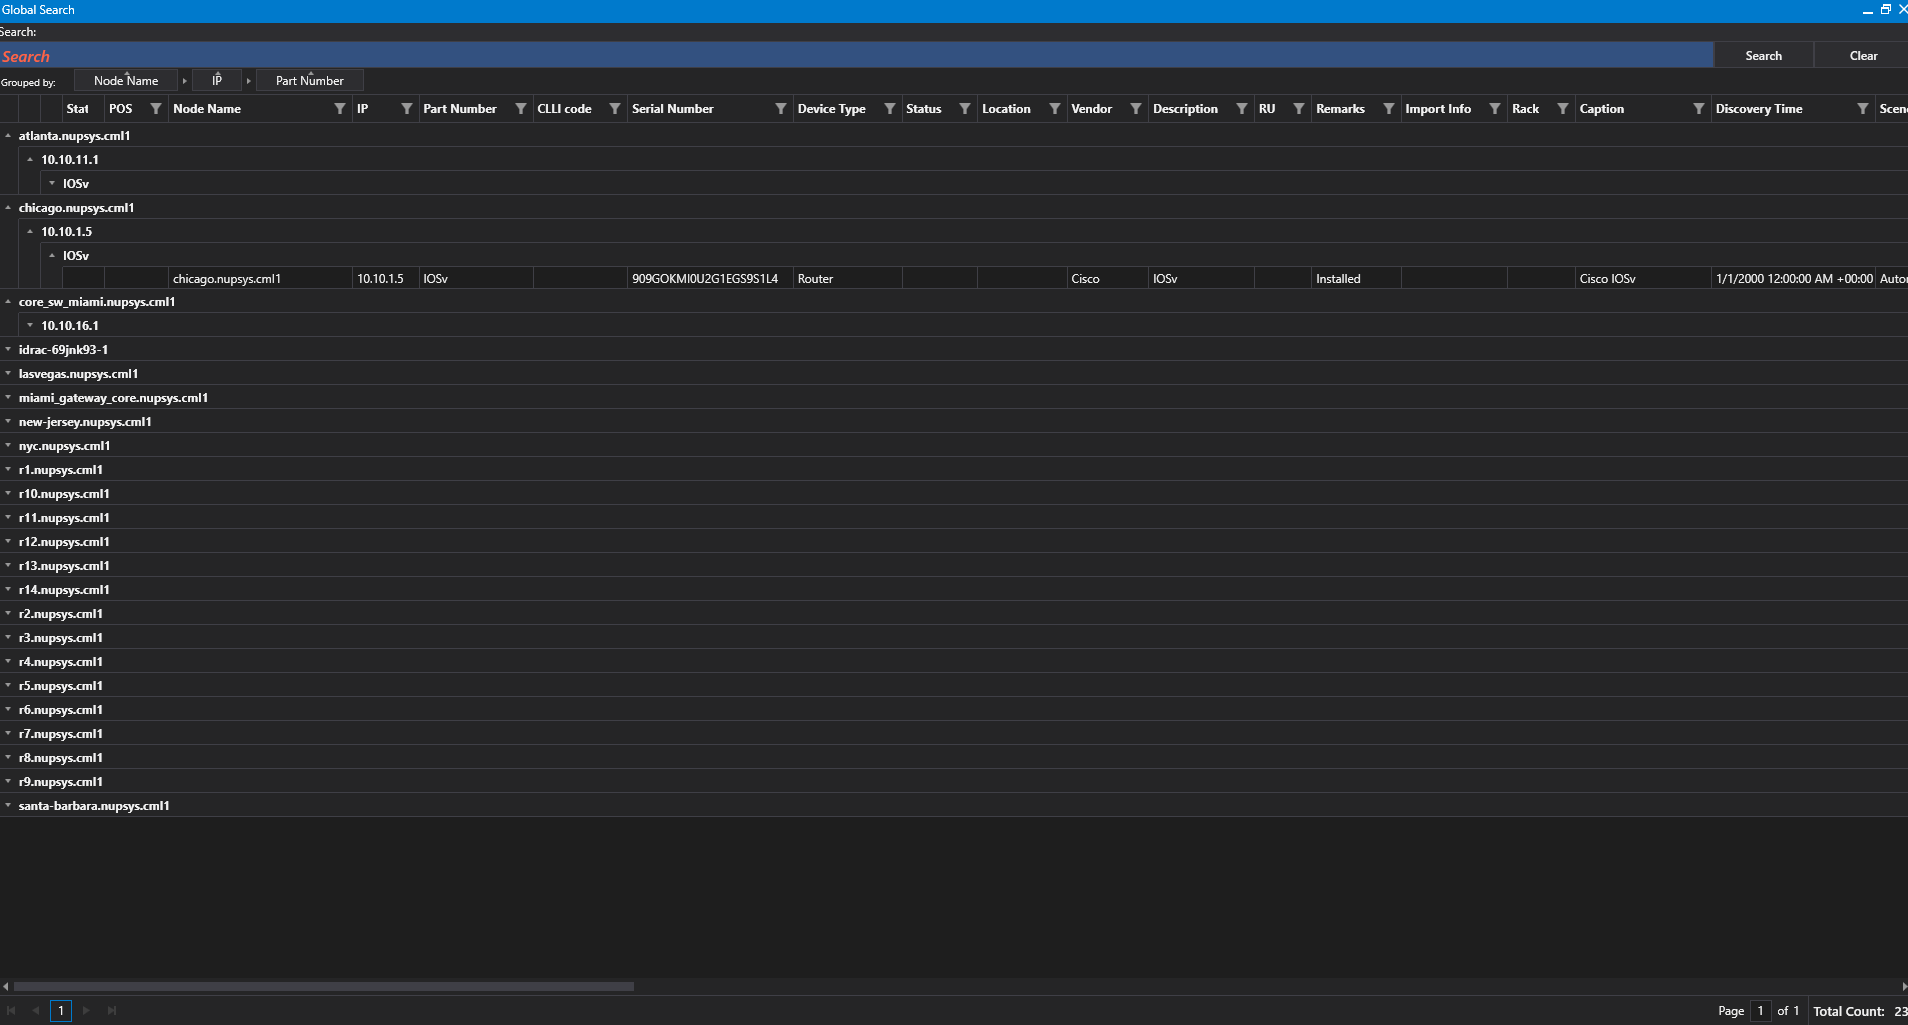 Global Search
Search:
Search Search Clear
Grouped by: Node Name IP Part Number
Stat POS Node Name IP Part Number CLLI code Serial Number Device Type Status Location Vendor Description RU Remarks Import Info Rack Caption Discovery Time Scen
atlanta.nupsys.cml1
10.10.11.1
IOSv
chicago.nupsys.cml1
10.10.1.5
IOSv
chicago.nupsys.cml1 10.10.1.5 IOSv 909GOKMI0U2G1EGS9S1L4 Router Cisco IOSv Installed Cisco IOSv 1/1/2000 12:00:00 AM +00:00 Autor
core_sw_miami.nupsys.cml1
10.10.16.1
idrac-69jnk93-1
lasvegas.nupsys.cml1
miami_gateway_core.nupsys.cml1
new-jersey.nupsys.cml1
nyc.nupsys.cml1
r1.nupsys.cml1
r10.nupsys.cml1
r11.nupsys.cml1
r12.nupsys.cml1
r13.nupsys.cml1
r14.nupsys.cml1
r2.nupsys.cml1
r3.nupsys.cml1
r4.nupsys.cml1
r5.nupsys.cml1
r6.nupsys.cml1
r7.nupsys.cml1
r8.nupsys.cml1
r9.nupsys.cml1
santa-barbara.nupsys.cml1
1 Page 1 of 1 Total Count: 23